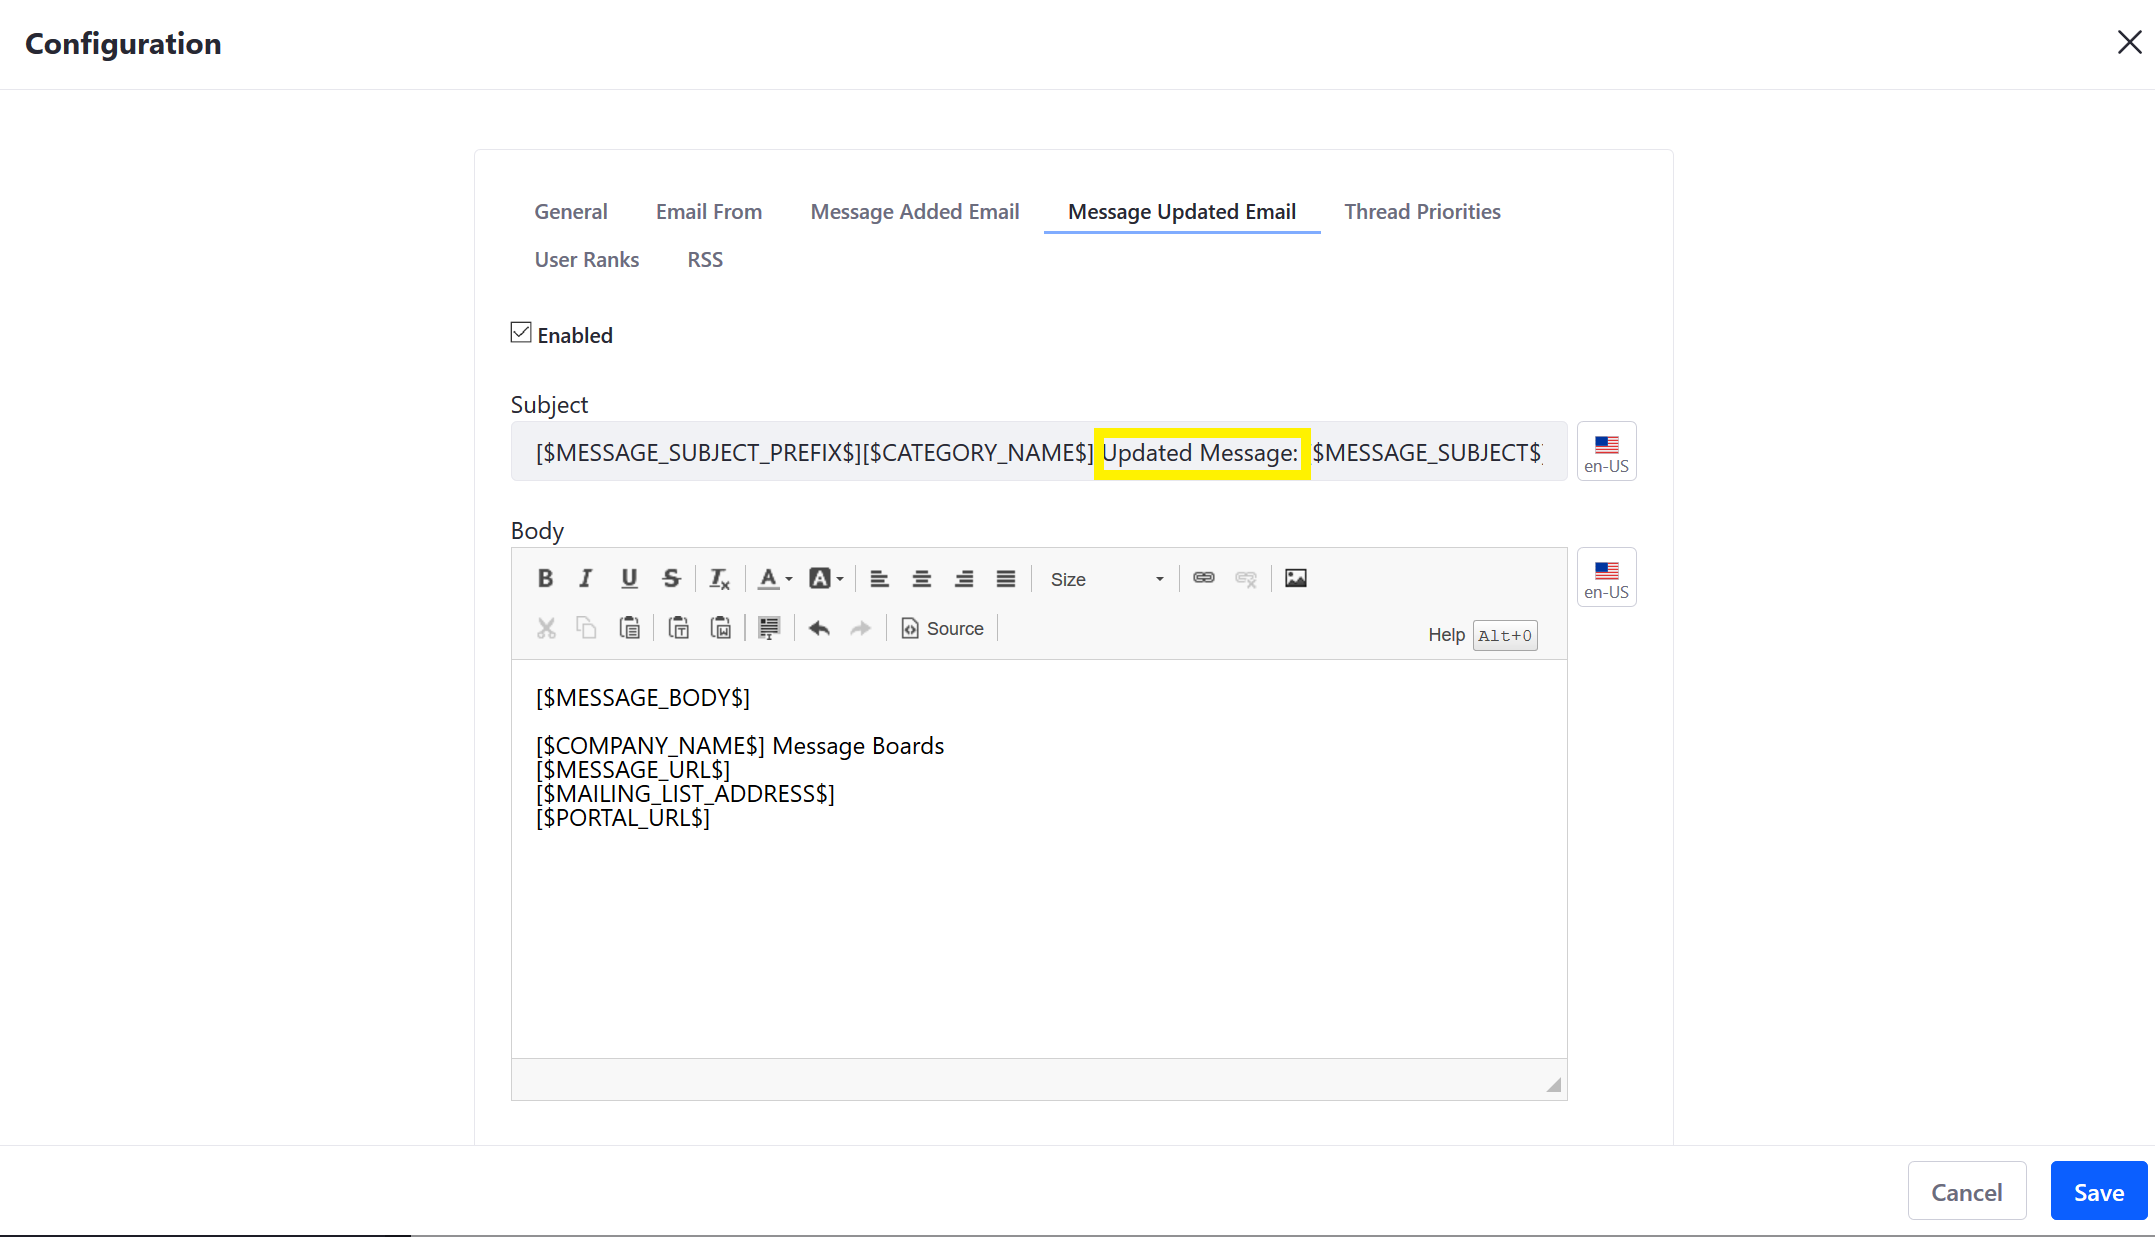 Configuration
General Email From Message Added Email Message Updated Email Thread Priorities
User Ranks RSS
Enabled
Subject
[$MESSAGE_SUBJECT_PREFIX$][$CATEGORY_NAME$] Updated Message: $MESSAGE_SUBJECT$]
en-US
Body
Size
en-US
Source
Help Alt+0
[$MESSAGE_BODY$]
[$COMPANY_NAME$] Message Boards
[$MESSAGE_URL$]
[$MAILING_LIST_ADDRESS$]
[$PORTAL_URL$]
Cancel Save